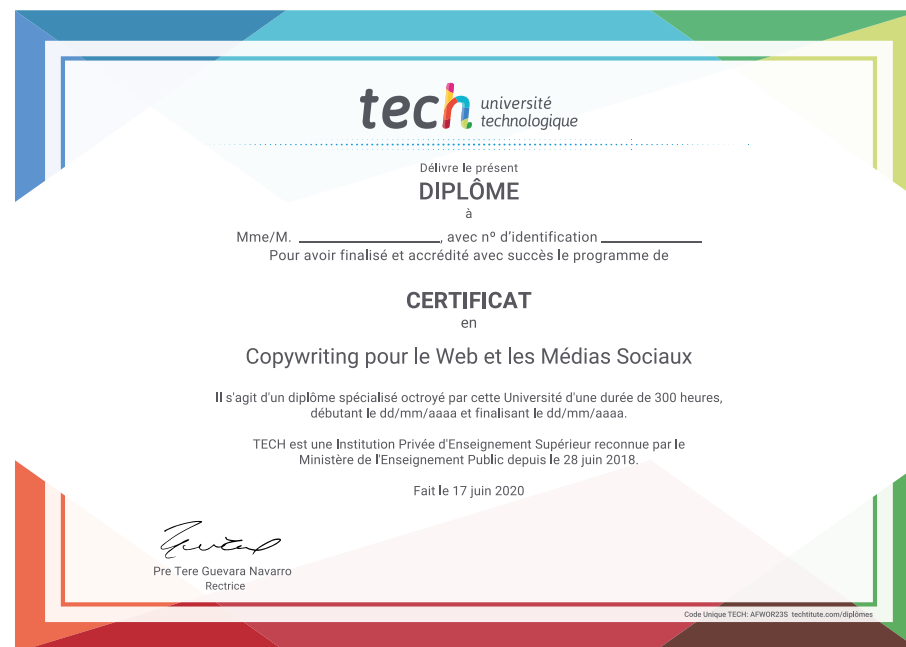 tech université
technologique
Délivre le présent
DIPLÔME
à
Mme/M. ____________________, avec nº d'identification ______________
Pour avoir finalisé et accrédité avec succès le programme de
CERTIFICAT
en
Copywriting pour le Web et les Médias Sociaux
Il s'agit d'un diplôme spécialisé octroyé par cette Université d'une durée de 300 heures,
débutant le dd/mm/aaaa et finalisant le dd/mm/aaaa.
TECH est une Institution Privée d'Enseignement Supérieur reconnue par le
Ministère de l'Enseignement Public depuis le 28 juin 2018.
Fait le 17 juin 2020
Pre Tere Guevara Navarro
Rectrice
Code Unique TECH: AFWOR23S techtitute.com/diplômes